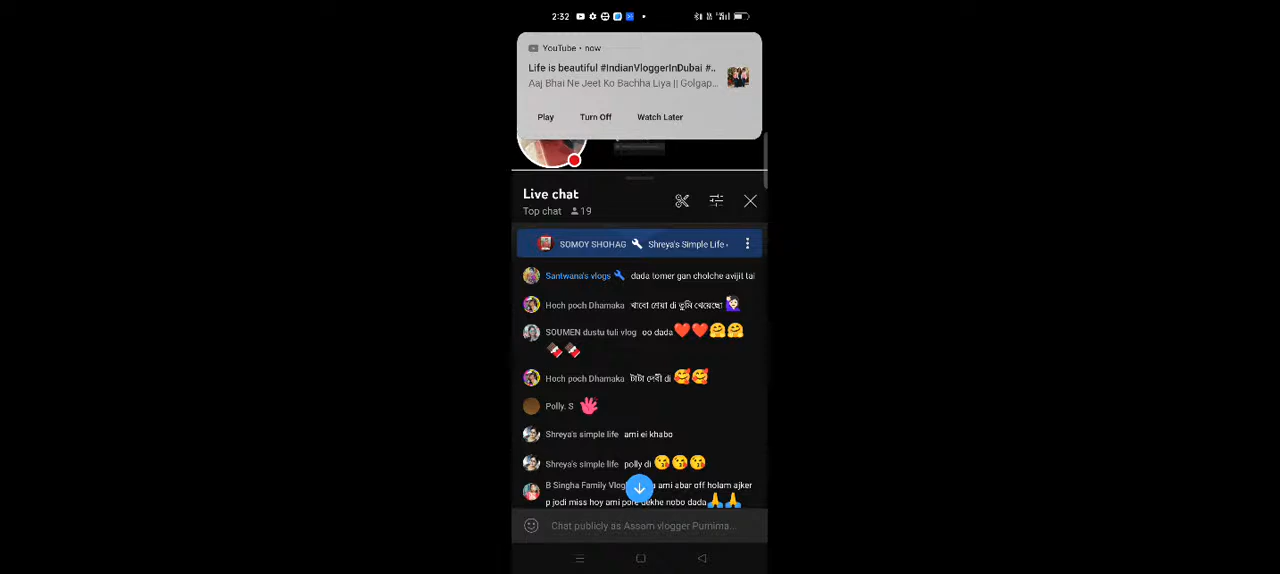 2:32
YouTube • now
Life is beautiful #IndianVloggerInDubai #..
Aaj Bhai Ne Jeet Ko Bachha Liya || Golgap...
Play Turn Off Watch Later
Live chat
Top chat 19
SOMOY SHOHAG Shreya's Simple Life
Santwana's vlogs dada tomer gan cholche avijit tai
Hoch poch Dhamaka খাবো শ্রেয়া di তুমি খেয়েছো 🙋🏻‍♀️
SOUMEN dustu tuli vlog oo dada❤️❤️🤗🤗
🍫🍫
Hoch poch Dhamaka টাটা দেবী di 🥰🥰
Polly. S
Shreya's simple life ami ei khabo
Shreya's simple life polly di 😘😘😘
B Singha Family Vlog ami abar off holam ajker
p jodi miss hoy ami pore dekhe nobo dada🙏🙏
Chat publicly as Assam vlogger Purnima...